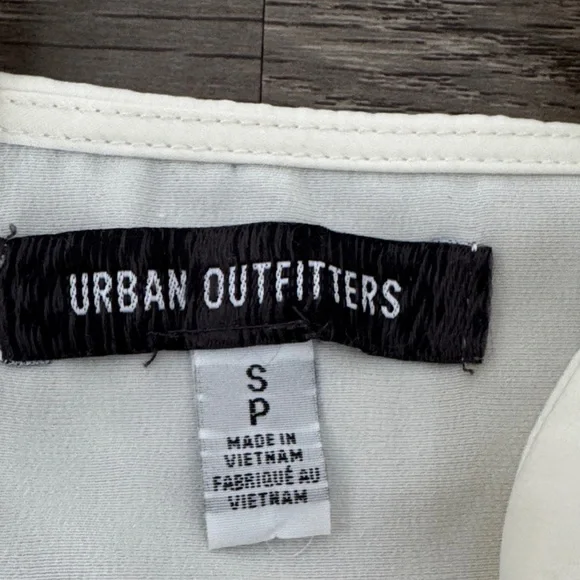 URBAN OUTFITTERS
S
P
MADE IN
VIETNAM
FABRIQUÉ AU
VIETNAM